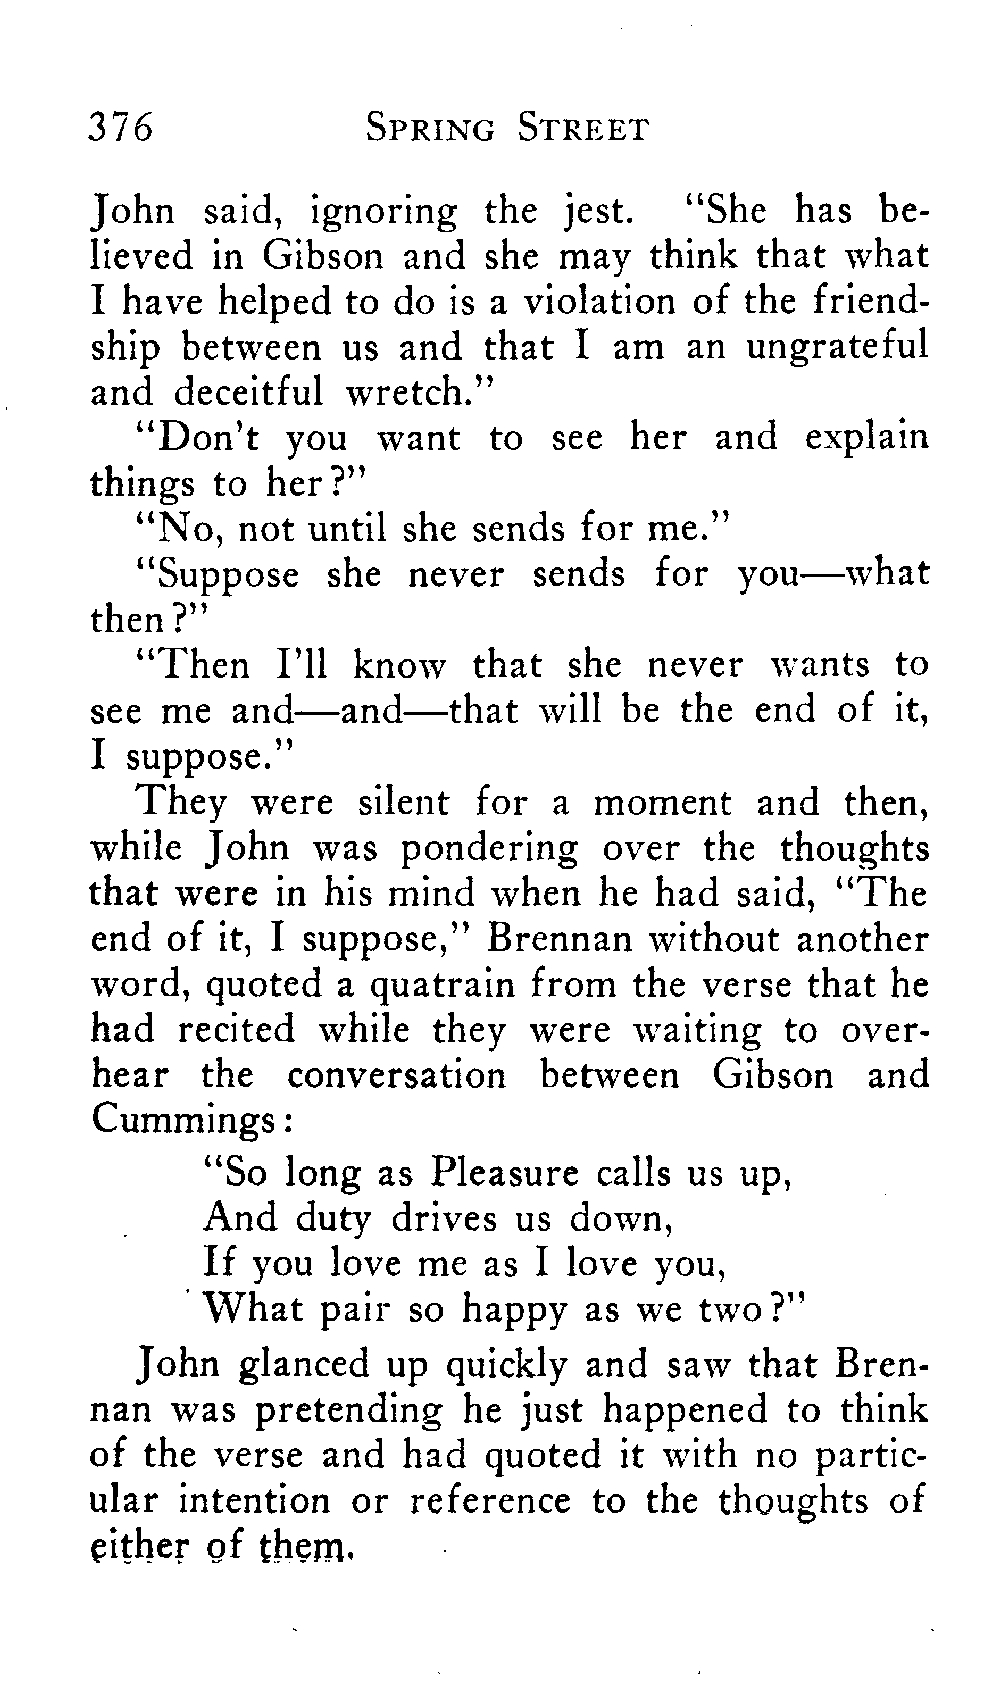 376 SPRING STREET
John said, ignoring the jest. "She has be-
lieved in Gibson and she may think that what
I have helped to do is a violation of the friend-
ship between us and that I am an ungrateful
and deceitful wretch."
"Don't you want to see her and explain
things to her?"
"No, not until she sends for me."
"Suppose she never sends for you—what
then?"
"Then I'll know that she never wants to
see me and—and—that will be the end of it,
I suppose."
They were silent for a moment and then,
while John was pondering over the thoughts
that were in his mind when he had said, "The
end of it, I suppose," Brennan without another
word, quoted a quatrain from the verse that he
had recited while they were waiting to over-
hear the conversation between Gibson and
Cummings:
"So long as Pleasure calls us up,
And duty drives us down,
If you love me as I love you,
What pair so happy as we two?"
John glanced up quickly and saw that Bren-
nan was pretending he just happened to think
of the verse and had quoted it with no partic-
ular intention or reference to the thoughts of
either of them.